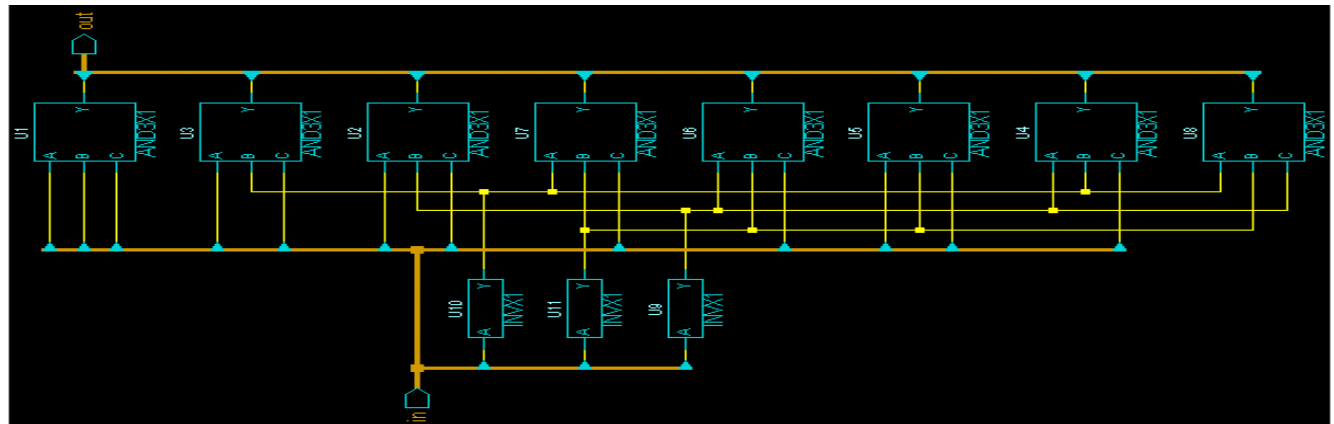 out
U1 A B C Y AND3X1
U3 A B C Y AND3X1
U2 A B C Y AND3X1
U7 A B C Y AND3X1
U6 A B C Y AND3X1
U5 A B C Y AND3X1
U4 A B C Y AND3X1
U8 A B C Y AND3X1
U10 A Y INVX1
U11 A Y INVX1
U9 A Y INVX1
in